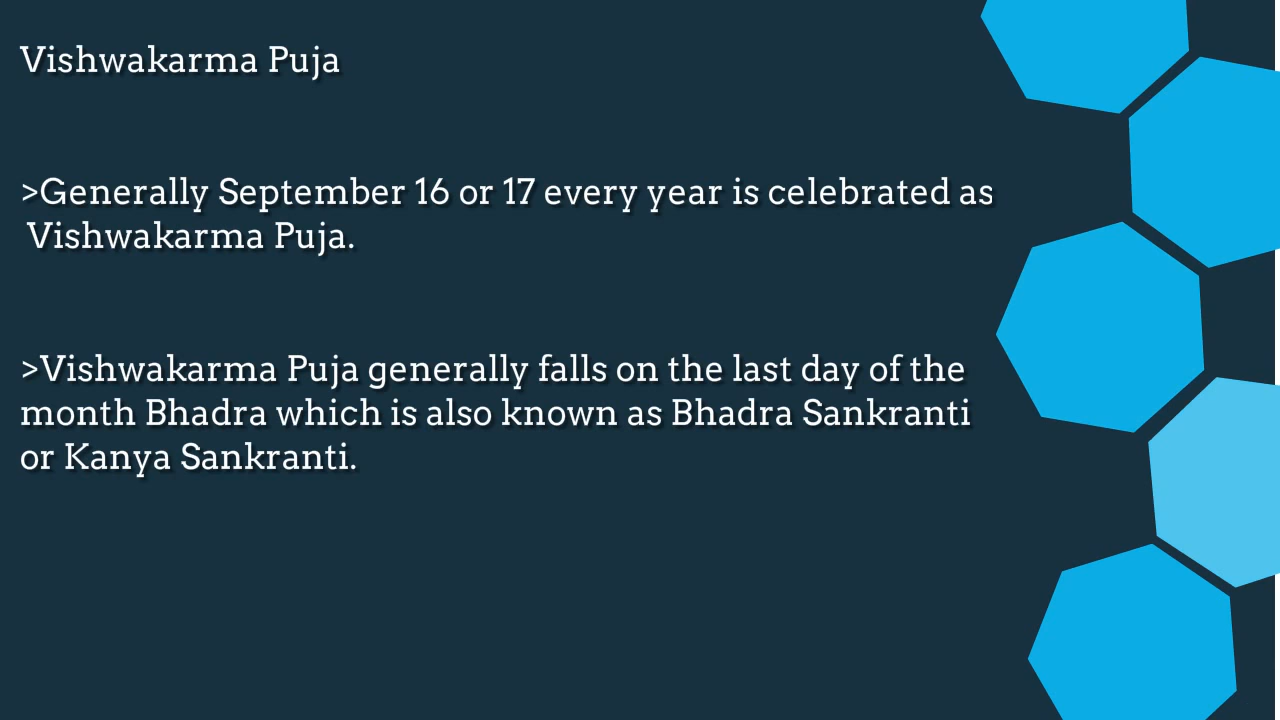 Vishwakarma Puja
>Generally September 16 or 17 every year is celebrated as
Vishwakarma Puja.
>Vishwakarma Puja generally falls on the last day of the
month Bhadra which is also known as Bhadra Sankranti
or Kanya Sankranti.